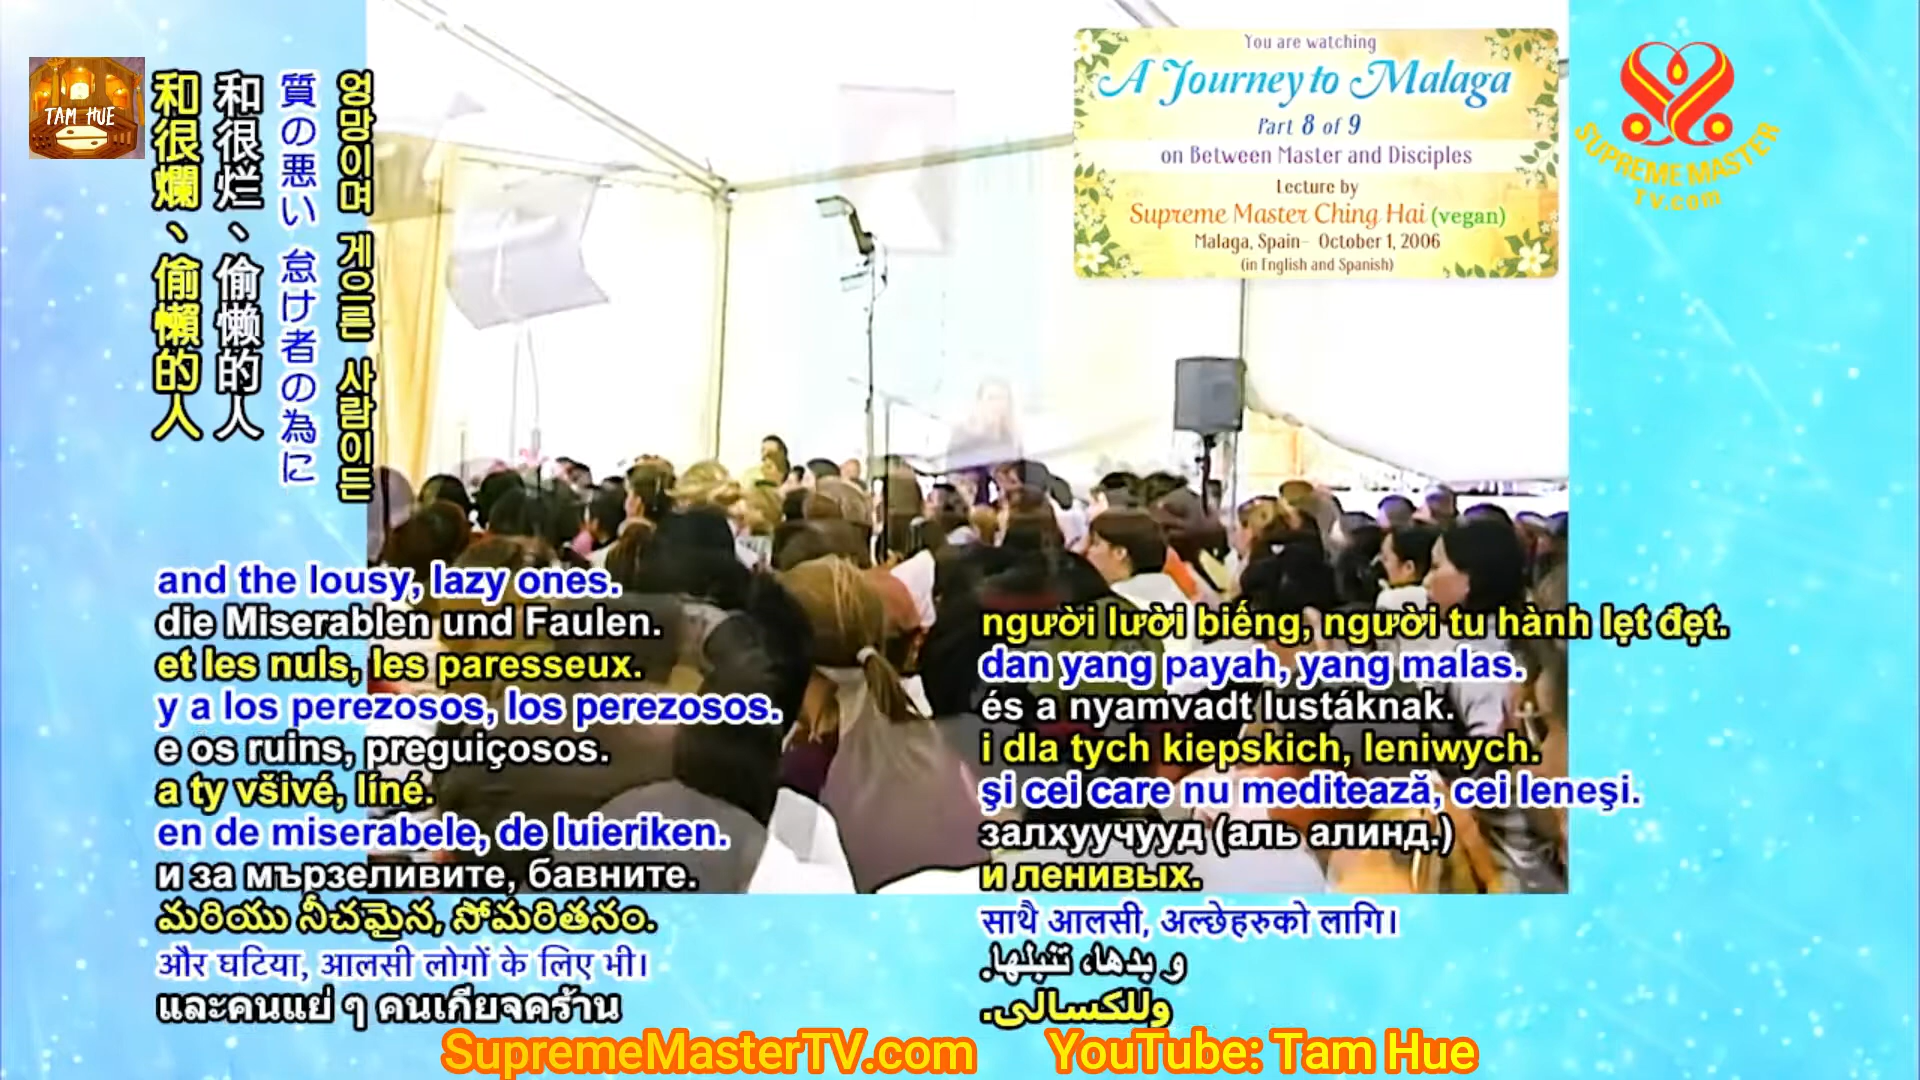 TAM HUE
和很爛、偷懶的人
和很烂、偷懒的人
質の悪い 怠け者の為に
엉망이며 게으른 사람이든
You are watching
A Journey to Malaga
Part 8 of 9
on Between Master and Disciples
Lecture by
Supreme Master Ching Hai (vegan)
Malaga, Spain- October 1, 2006
(in English and Spanish)
SUPREME MASTER
TV.com
and the lousy, lazy ones.
die Miserablen und Faulen.
et les nuls, les paresseux.
y a los perezosos, los perezosos.
e os ruins, preguiçosos.
a ty všivé, líné.
en de miserabele, de luieriken.
и за мързеливите, бавните.
మరియు నీచమైన, సోమరితనం.
और घटिया, आलसी लोगों के लिए भी।
และคนแย่ ๆ คนเกียจคร้าน
người lười biếng, người tu hành lẹt đẹt.
dan yang payah, yang malas.
és a nyamvadt lustáknak.
i dla tych kiepskich, leniwych.
şi cei care nu meditează, cei leneşi.
залхуучууд (аль алинд.)
и ленивых.
साथै आलसी, अल्छेहरुको लागि।
و بدها، تنبلها.
وللكسالى.
SupremeMasterTV.com YouTube: Tam Hue